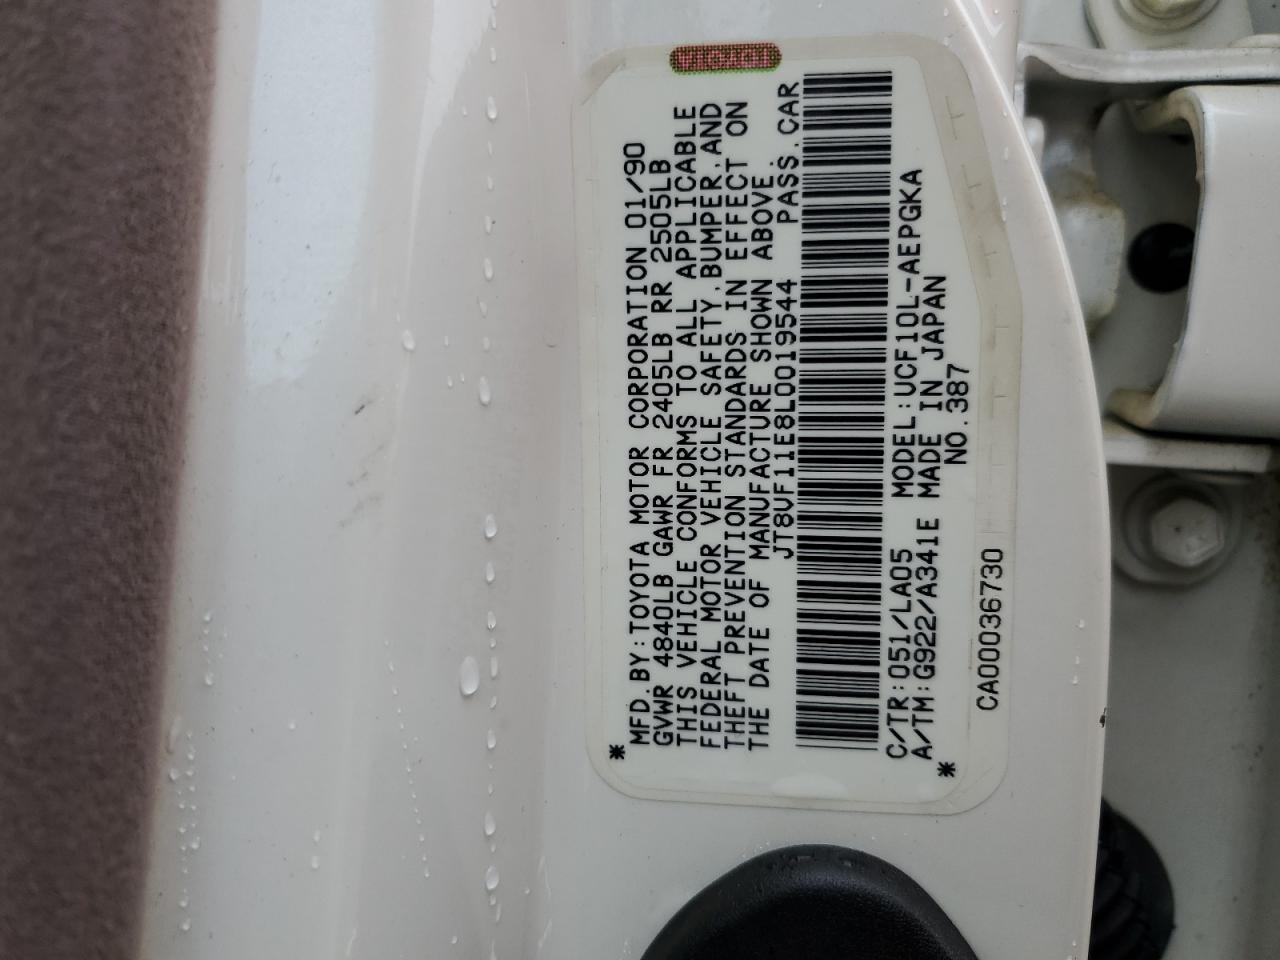 TOYOTA
MFD.BY:TOYOTA MOTOR CORPORATION 01/90
GVWR 4840LB GAWR FR 2405LB RR 2505LB
THIS VEHICLE CONFORMS TO ALL APPLICABLE
FEDERAL MOTOR VEHICLE SAFETY,BUMPER,AND
THEFT PREVENTION STANDARDS IN EFFECT ON
THE DATE OF MANUFACTURE SHOWN ABOVE.
JT8UF11E8L0019544 PASS.CAR
C/TR:051/LA05 MODEL:UCF10L-AEPGKA
A/TM:G922/A341E MADE IN JAPAN
NO.387
CA00036730